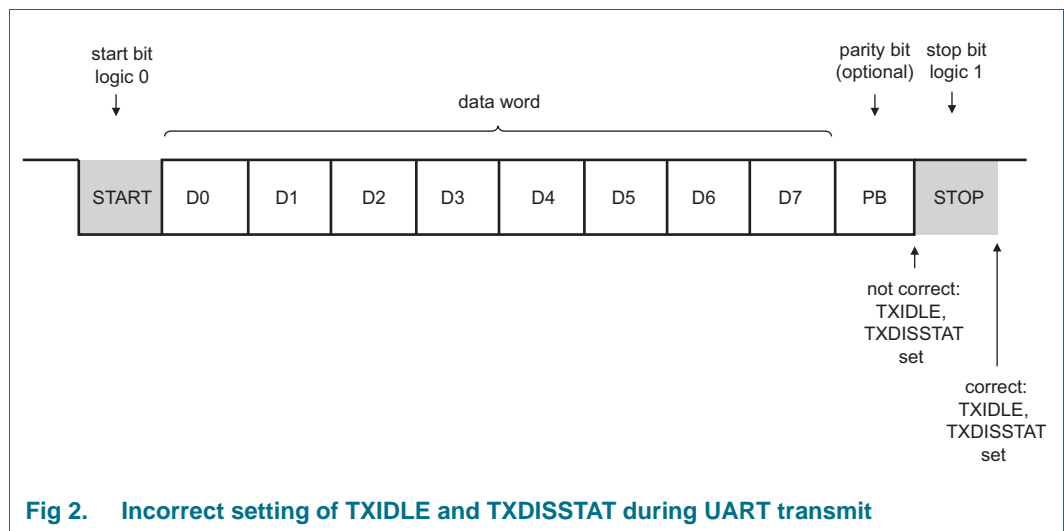 start bit
logic 0
parity bit
(optional)
stop bit
logic 1
data word
START D0 D1 D2 D3 D4 D5 D6 D7 PB STOP
not correct:
TXIDLE,
TXDISSTAT
set
correct:
TXIDLE,
TXDISSTAT
set
Fig 2. Incorrect setting of TXIDLE and TXDISSTAT during UART transmit